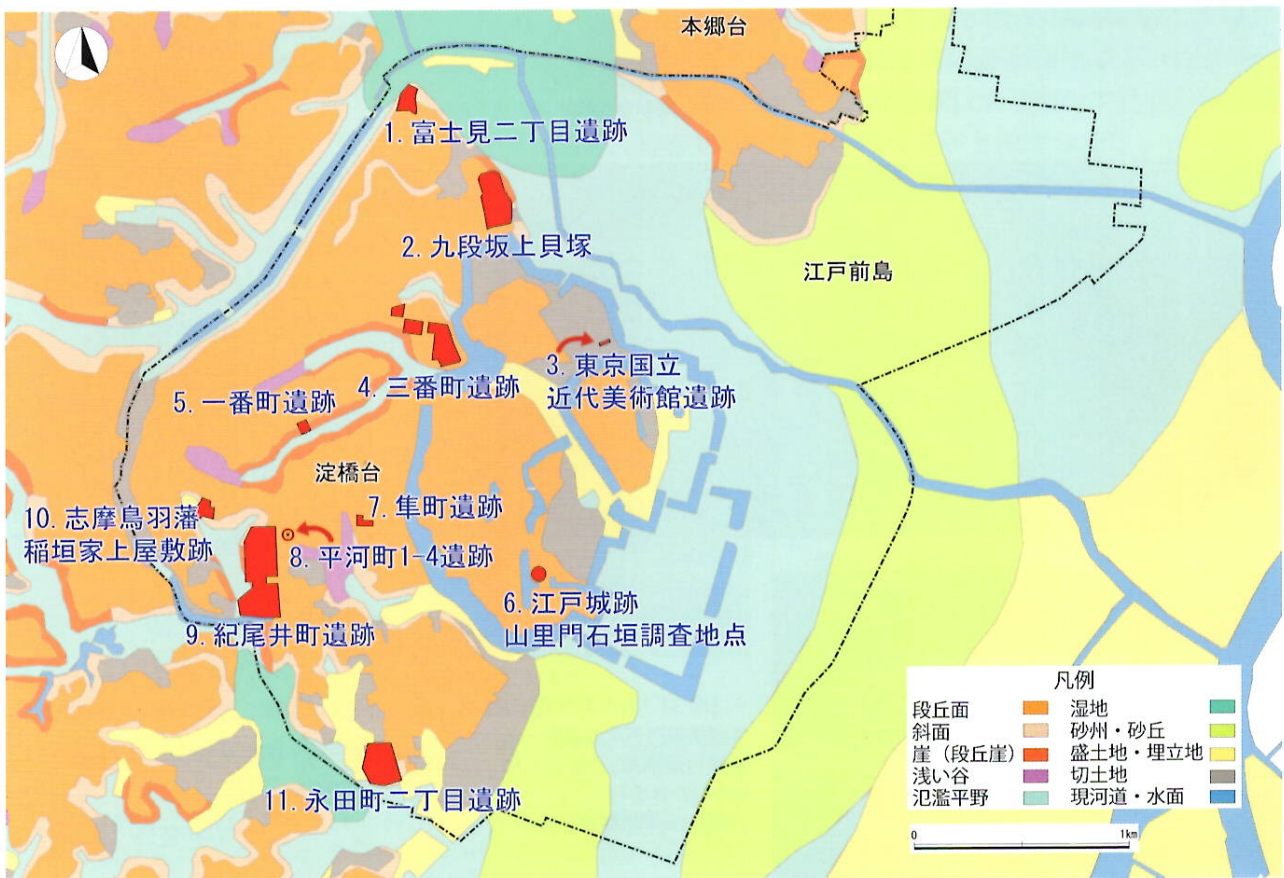 本郷台
1. 富士見二丁目遺跡
2. 九段坂上貝塚
江戸前島
3. 東京国立
近代美術館遺跡
4. 三番町遺跡
5. 一番町遺跡
淀橋台
7. 隼町遺跡
10. 志摩鳥羽藩
稲垣家上屋敷跡
8. 平河町1-4遺跡
6. 江戸城跡
山里門石垣調査地点
9. 紀尾井町遺跡
11. 永田町二丁目遺跡
凡例
段丘面 湿地
斜面 砂州・砂丘
崖（段丘崖） 盛土地・埋立地
浅い谷 切土地
氾濫平野 現河道・水面
0 1km